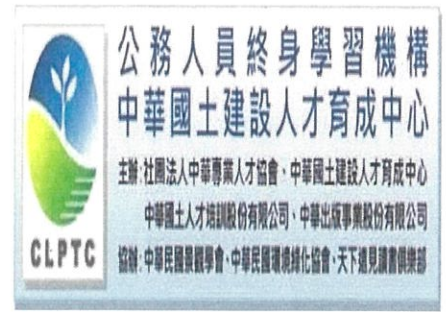 公務人員終身學習機構
中華國土建設人才育成中心
主辦:社團法人中華專業人才協會、中華國土建設人才育成中心
中華國土人才培訓股份有限公司、中華出版事業股份有限公司
CLPTC
協辦:中華民國景觀學會、中華民國環境綠化協會、天下遠見讀書俱樂部